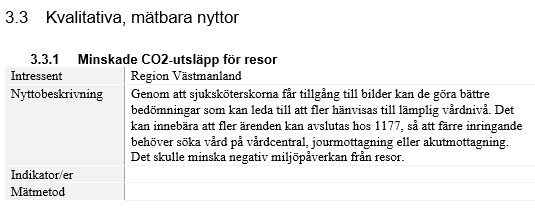 3.3 Kvalitativa, mätbara nyttor
3.3.1 Minskade CO2-utsläpp för resor
Intressent Region Västmanland
Nyttobeskrivning Genom att sjuksköterskorna får tillgång till bilder kan de göra bättre
bedömningar som kan leda till att fler hänvisas till lämplig vårdnivå. Det
kan innebära att fler ärenden kan avslutas hos 1177, så att färre inringande
behöver söka vård på vårdcentral, jourmottagning eller akutmottagning.
Det skulle minska negativ miljöpåverkan från resor.
Indikator/er
Mätmetod